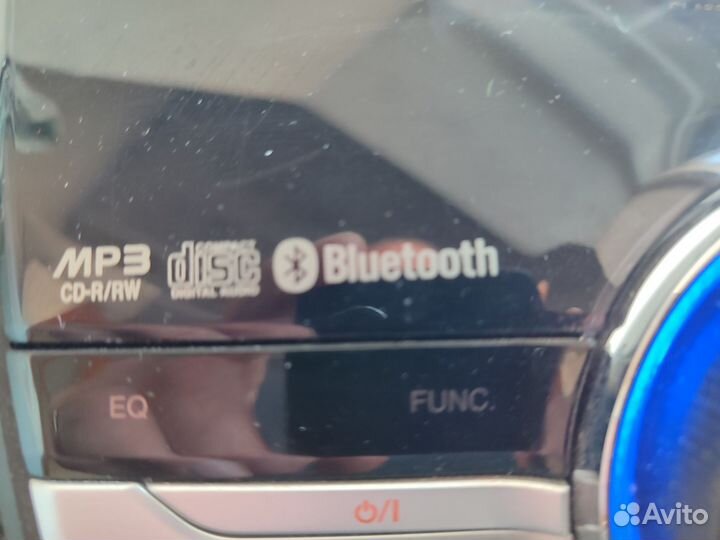 MP3 COMPACT disc Bluetooth
CD-R/RW DIGITAL AUDIO
EQ FUNC.
⏻/I
Avito